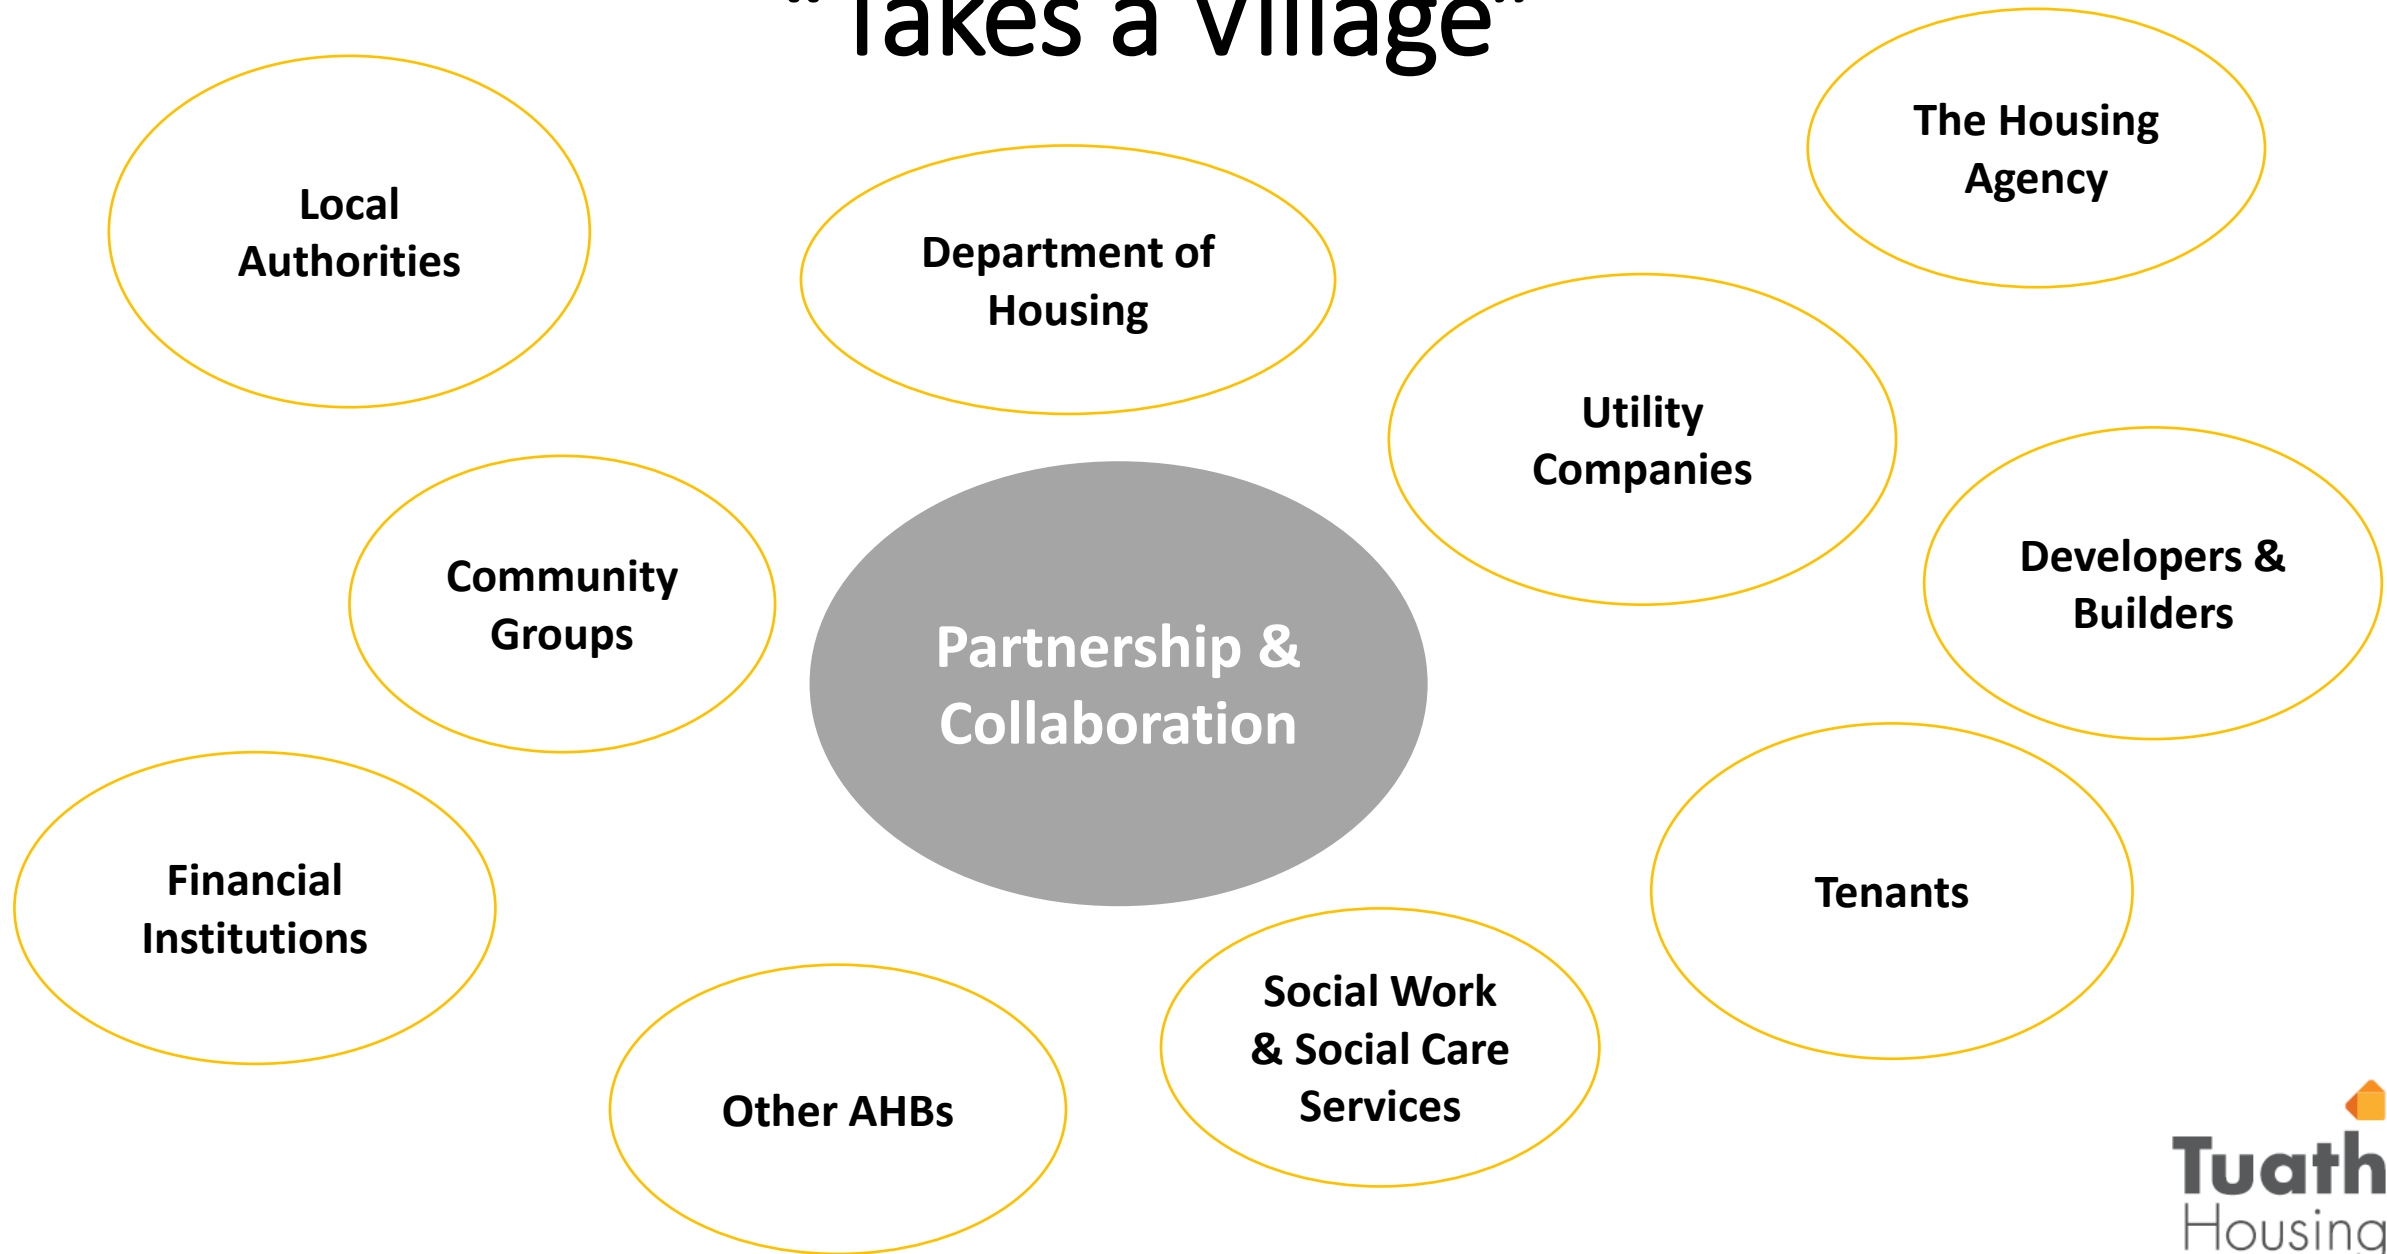 "Takes a Village"
The Housing
Agency
Local
Authorities
Department of
Housing
Utility
Companies
Developers &
Builders
Community
Groups
Partnership &
Collaboration
Financial
Institutions
Tenants
Social Work
& Social Care
Services
Other AHBs
Tuath
Housing